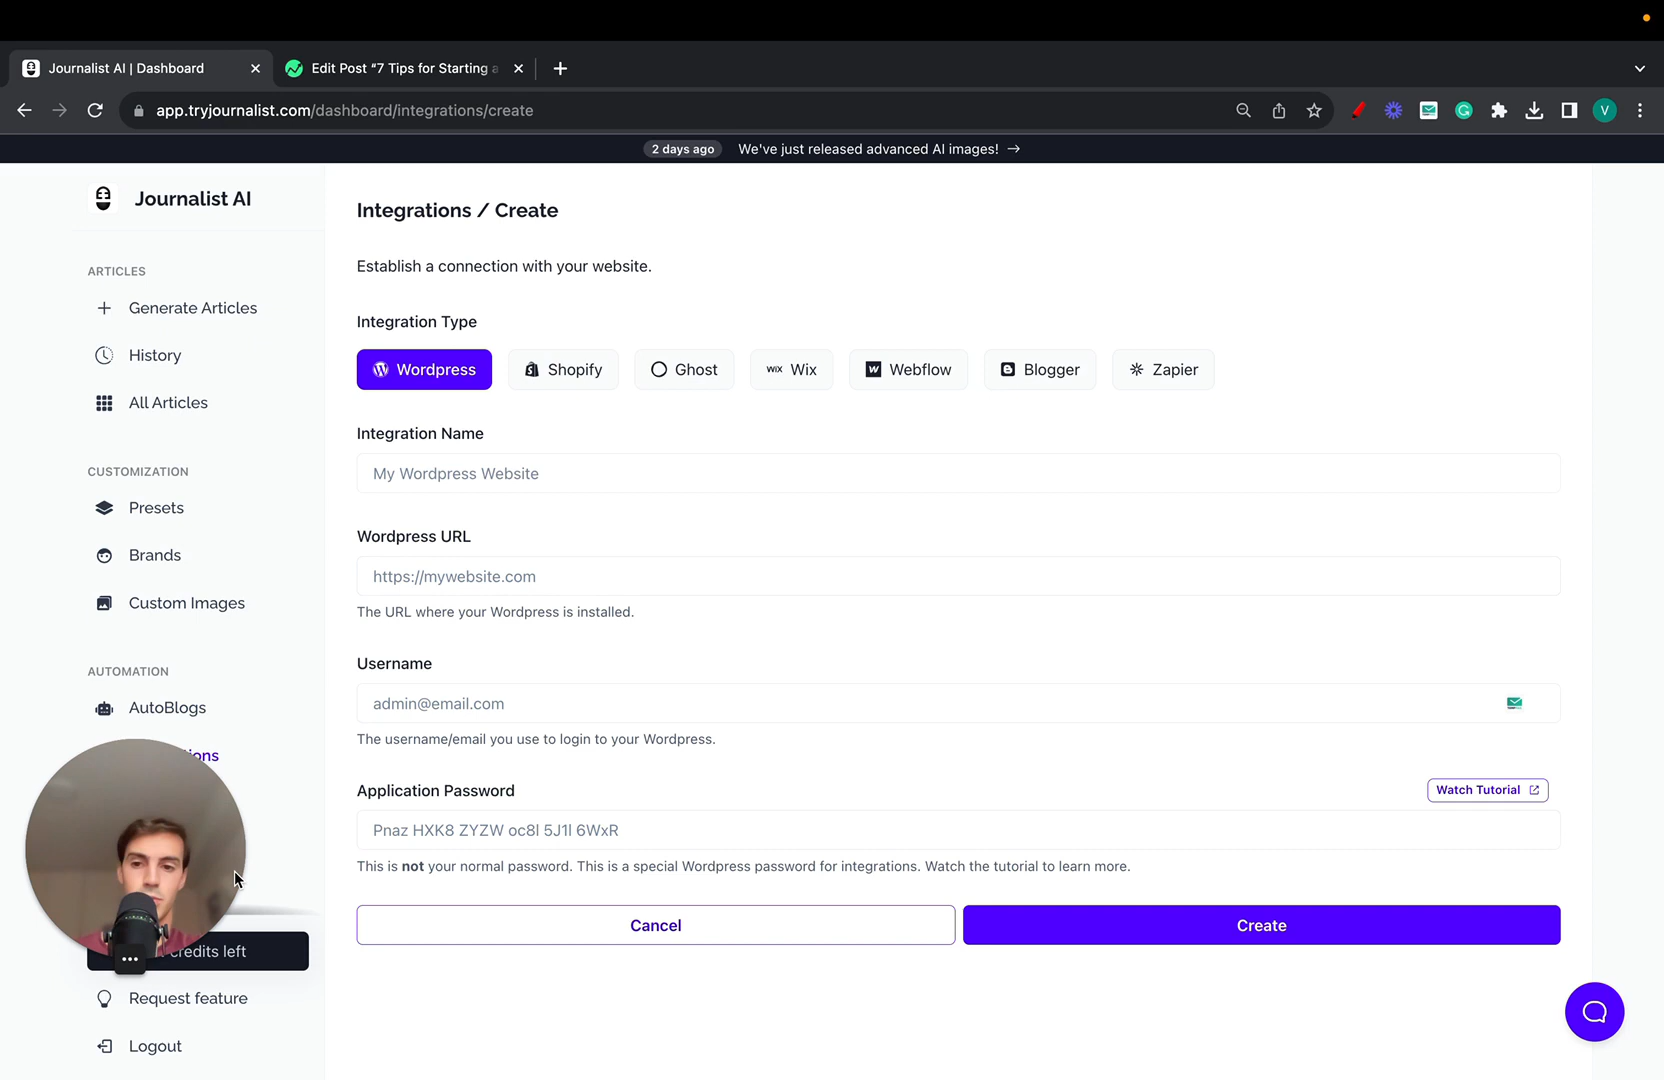 Journalist AI | Dashboard
Edit Post “7 Tips for Starting a
app.tryjournalist.com/dashboard/integrations/create
V
2 days ago We've just released advanced AI images! →
Journalist AI
ARTICLES
Generate Articles
History
All Articles
CUSTOMIZATION
Presets
Brands
Custom Images
AUTOMATION
AutoBlogs
credits left
Request feature
Logout
Integrations / Create
Establish a connection with your website.
Integration Type
Wordpress
Shopify
Ghost
WIX Wix
Webflow
Blogger
Zapier
Integration Name
My Wordpress Website
Wordpress URL
https://mywebsite.com
The URL where your Wordpress is installed.
Username
admin@email.com
The username/email you use to login to your Wordpress.
Application Password
Watch Tutorial
Pnaz HXK8 ZYZW oc8l 5J1l 6WxR
This is not your normal password. This is a special Wordpress password for integrations. Watch the tutorial to learn more.
Cancel
Create